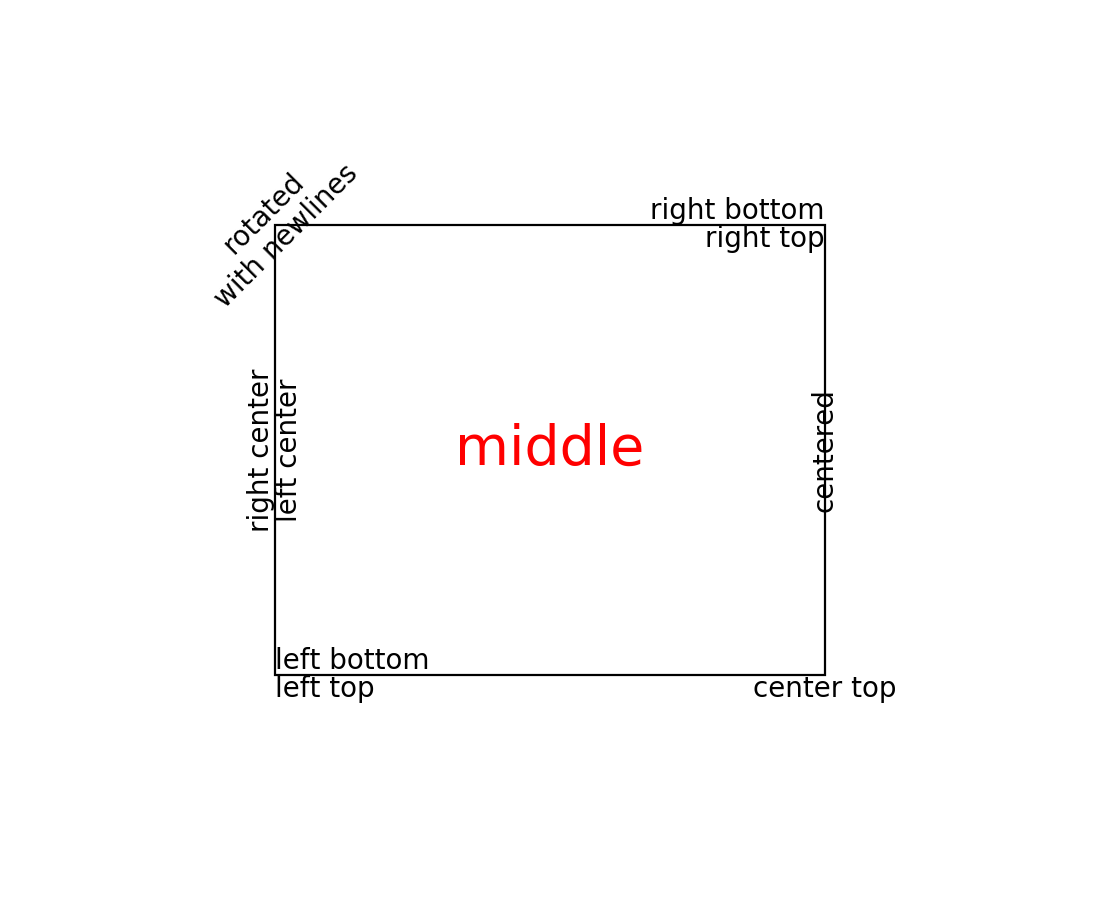 rotated
with newlines
right bottom
right top
right center
left center
middle
centered
left bottom
left top
center top